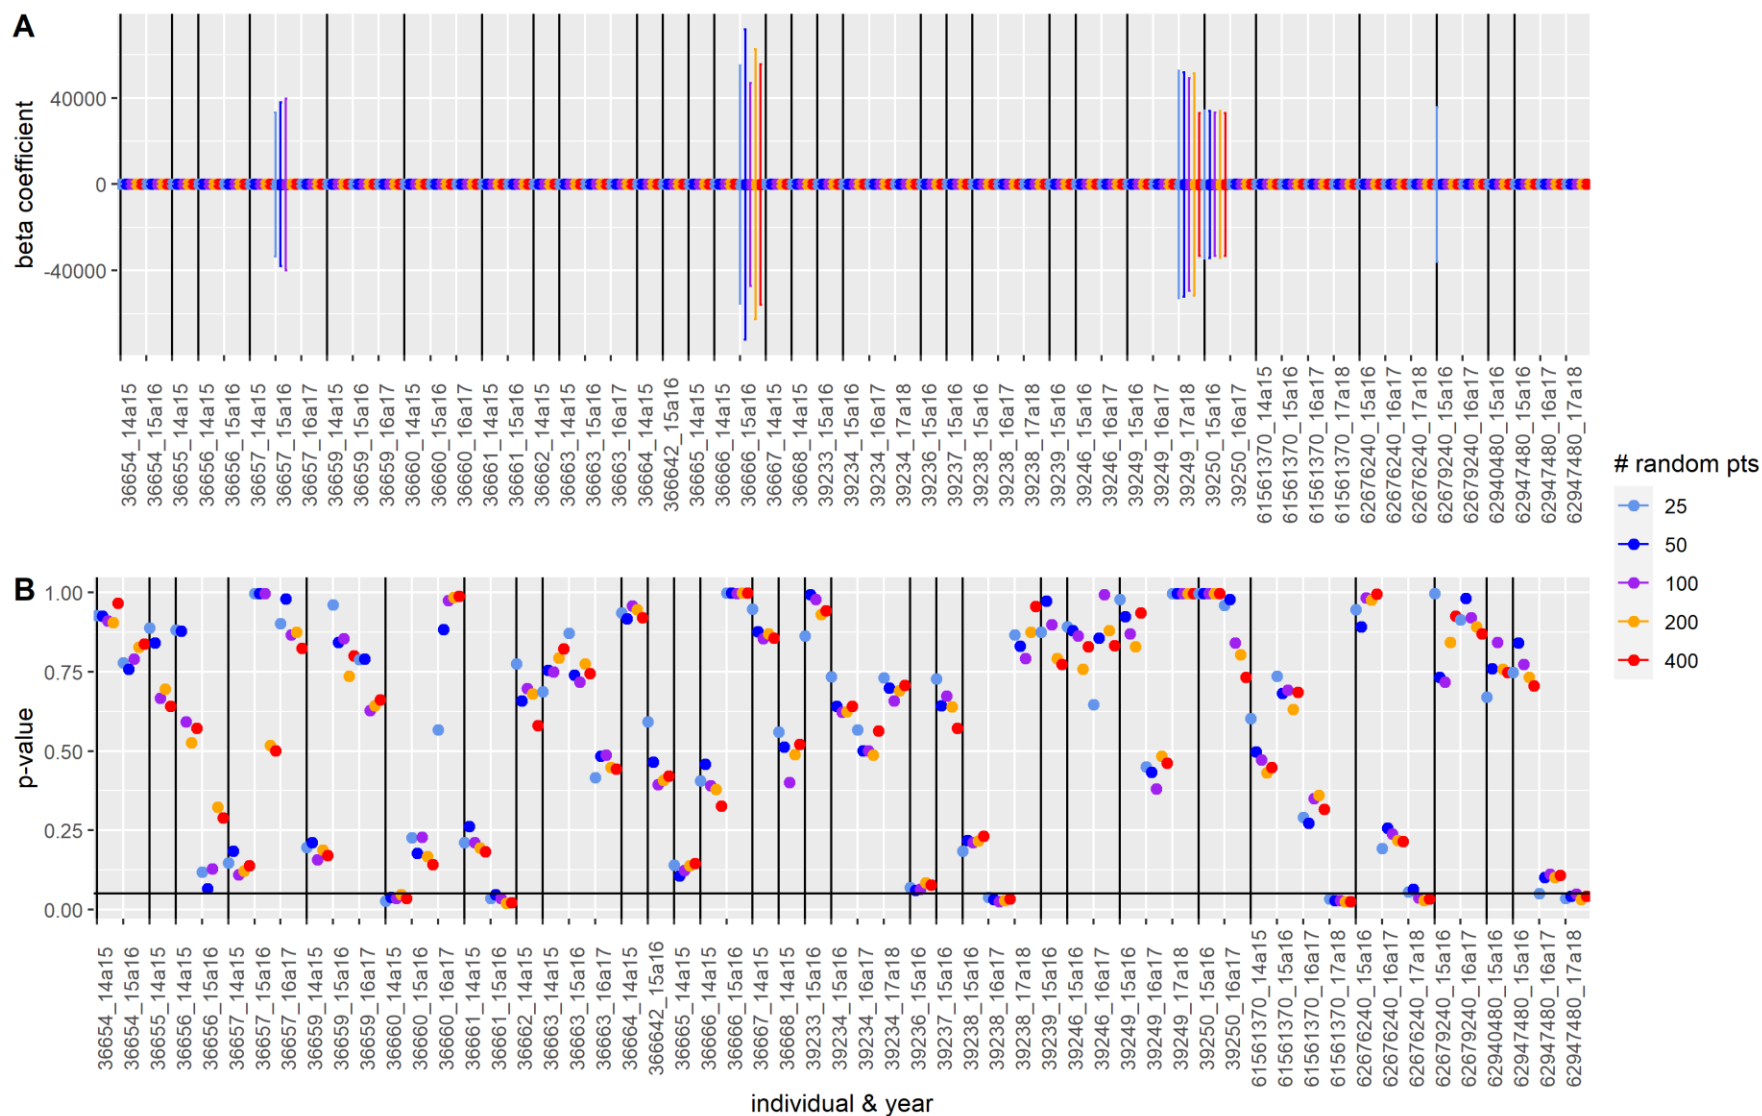 A
beta coefficient
40000
0
-40000
36654_14a15
36654_15a16
36655_14a15
36656_14a15
36656_15a16
36657_14a15
36657_15a16
36657_16a17
36659_14a15
36659_15a16
36659_16a17
36660_14a15
36660_15a16
36660_16a17
36661_14a15
36661_15a16
36662_14a15
36663_14a15
36663_15a16
36663_16a17
36664_14a15
366642_15a16
36665_14a15
36666_14a15
36666_15a16
36667_14a15
36668_14a15
39233_15a16
39234_15a16
39234_16a17
39234_17a18
39236_15a16
39237_15a16
39238_15a16
39238_16a17
39238_17a18
39239_15a16
39246_15a16
39246_16a17
39249_15a16
39249_16a17
39249_17a18
39250_15a16
39250_16a17
61561370_14a15
61561370_15a16
61561370_16a17
61561370_17a18
62676240_15a16
62676240_16a17
62676240_17a18
62679240_15a16
62679240_16a17
62940480_15a16
62947480_15a16
62947480_16a17
62947480_17a18
# random pts
25
50
100
200
400
B
p-value
1.00
0.75
0.50
0.25
0.00
36654_14a15
36654_15a16
36655_14a15
36656_14a15
36656_15a16
36657_14a15
36657_15a16
36657_16a17
36659_14a15
36659_15a16
36659_16a17
36660_14a15
36660_15a16
36660_16a17
36661_14a15
36661_15a16
36662_14a15
36663_14a15
36663_15a16
36663_16a17
36664_14a15
366642_15a16
36665_14a15
36666_14a15
36666_15a16
36667_14a15
36668_14a15
39233_15a16
39234_15a16
39234_16a17
39234_17a18
39236_15a16
39237_15a16
39238_15a16
39238_16a17
39238_17a18
39239_15a16
39246_15a16
39246_16a17
39249_15a16
39249_16a17
39249_17a18
39250_15a16
39250_16a17
61561370_14a15
61561370_15a16
61561370_16a17
61561370_17a18
62676240_15a16
62676240_16a17
62676240_17a18
62679240_15a16
62679240_16a17
62940480_15a16
62947480_15a16
62947480_16a17
62947480_17a18
individual & year